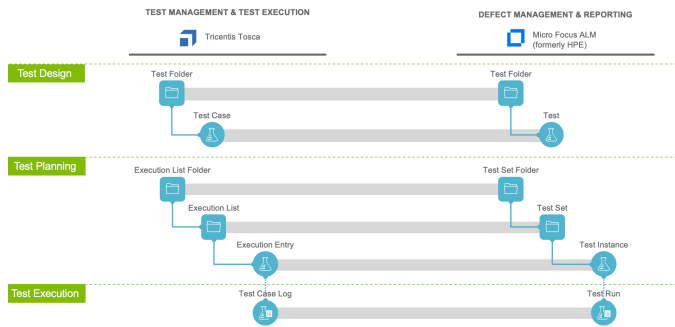 TEST MANAGEMENT & TEST EXECUTION
DEFECT MANAGEMENT & REPORTING
Tricentis Tosca
Micro Focus ALM
(formerly HPE)
Test Design
Test Folder
Test Folder
Test Case
Test
Test Planning
Execution List Folder
Test Set Folder
Execution List
Test Set
Execution Entry
Test Instance
Test Execution
Test Case Log
Test Run